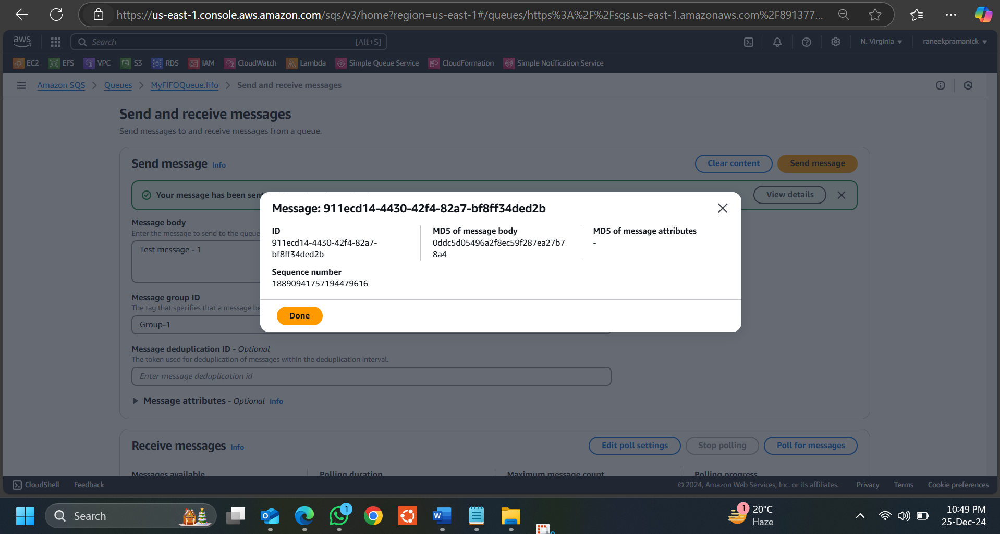 https://us-east-1.console.aws.amazon.com/sqs/v3/home?region=us-east-1#/queues/https%3A%2F%2Fsqs.us-east-1.amazonaws.com%2F891377...
aws
Search [Alt+S]
N. Virginia
raneekpramanick
EC2 EFS VPC S3 RDS IAM CloudWatch Lambda Simple Queue Service CloudFormation Simple Notification Service
Amazon SQS > Queues > MyFIFOQueue.fifo > Send and receive messages
Send and receive messages
Send messages to and receive messages from a queue.
Send message Info
Clear content
Send message
Your message has been sent
View details
Message body
Enter the message to send to the queue
Test message - 1
Message: 911ecd14-4430-42f4-82a7-bf8ff34ded2b
ID
911ecd14-4430-42f4-82a7-
bf8ff34ded2b
MD5 of message body
0ddc5d05496a2f8ec59f287ea27b7
8a4
MD5 of message attributes
-
Sequence number
18890941757194479616
Done
Message group ID
The tag that specifies that a message be
Group-1
Message deduplication ID - Optional
The token used for deduplication of messages within the deduplication interval.
Enter message deduplication id
Message attributes - Optional Info
Receive messages Info
Edit poll settings
Stop polling
Poll for messages
Messages available
Polling duration
Maximum message count
Polling progress
CloudShell
Feedback
© 2024, Amazon Web Services, Inc. or its affiliates.
Privacy
Terms
Cookie preferences
Search
1
1
20°C
Haze
10:49 PM
25-Dec-24